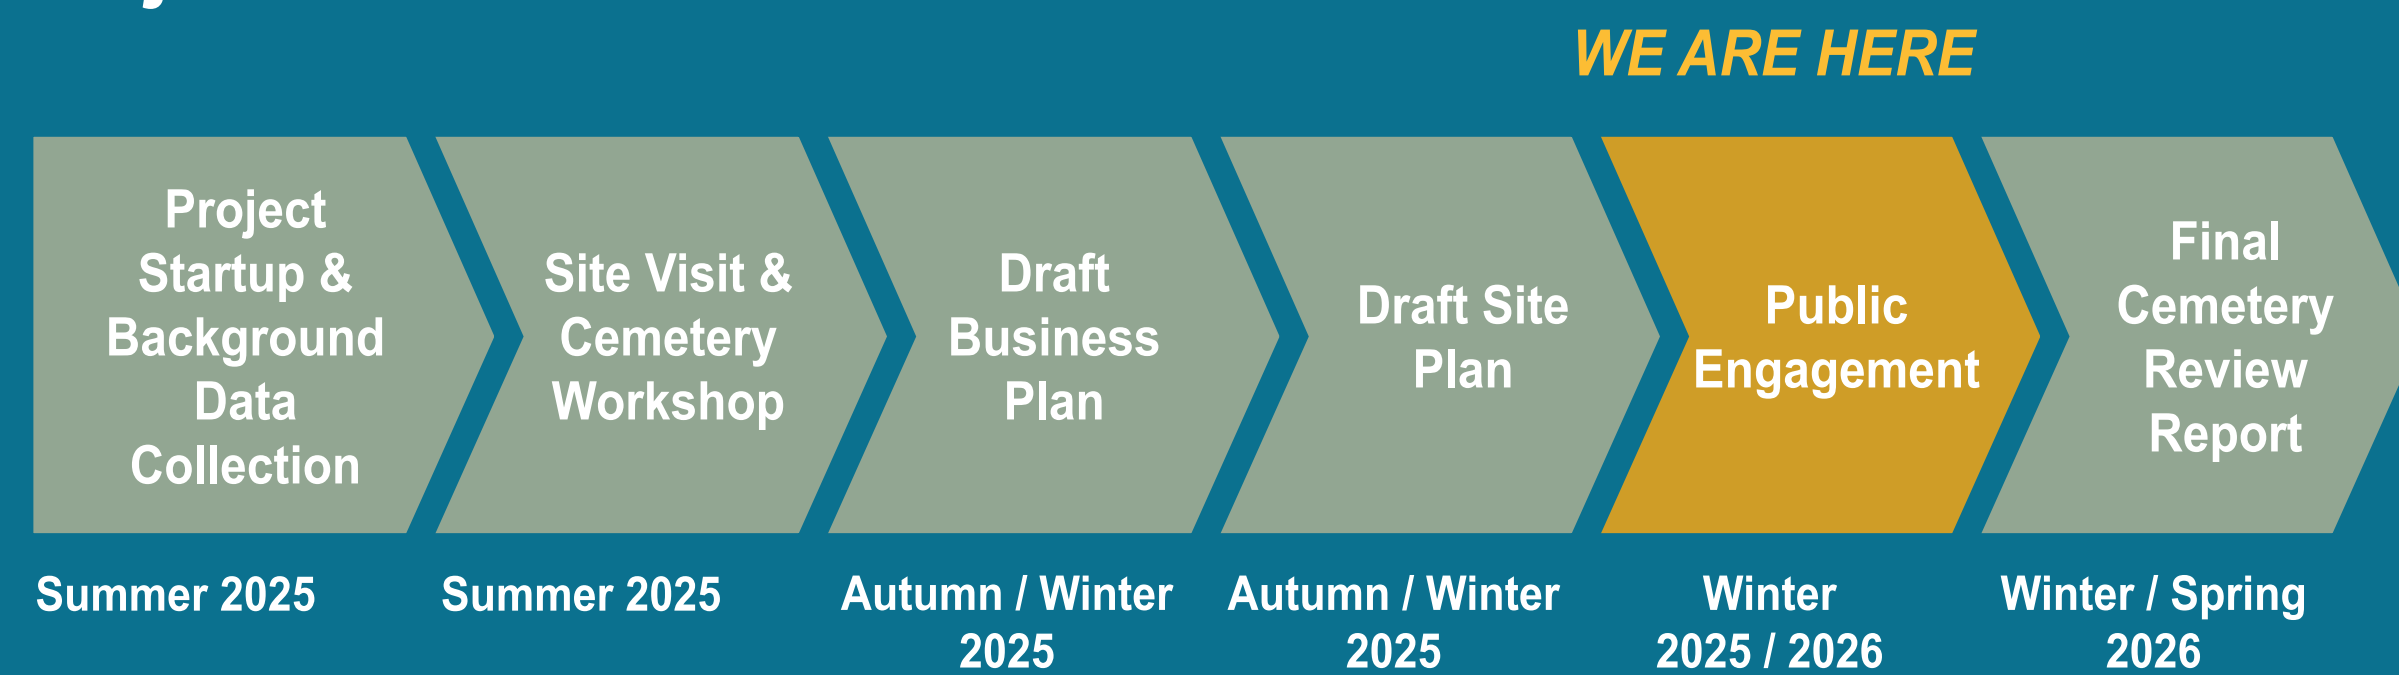 WE ARE HERE
Project
Startup &
Background
Data
Collection
Site Visit &
Cemetery
Workshop
Draft
Business
Plan
Draft Site
Plan
Public
Engagement
Final
Cemetery
Review
Report
Summer 2025
Summer 2025
Autumn / Winter
2025
Autumn / Winter
2025
Winter
2025 / 2026
Winter / Spring
2026